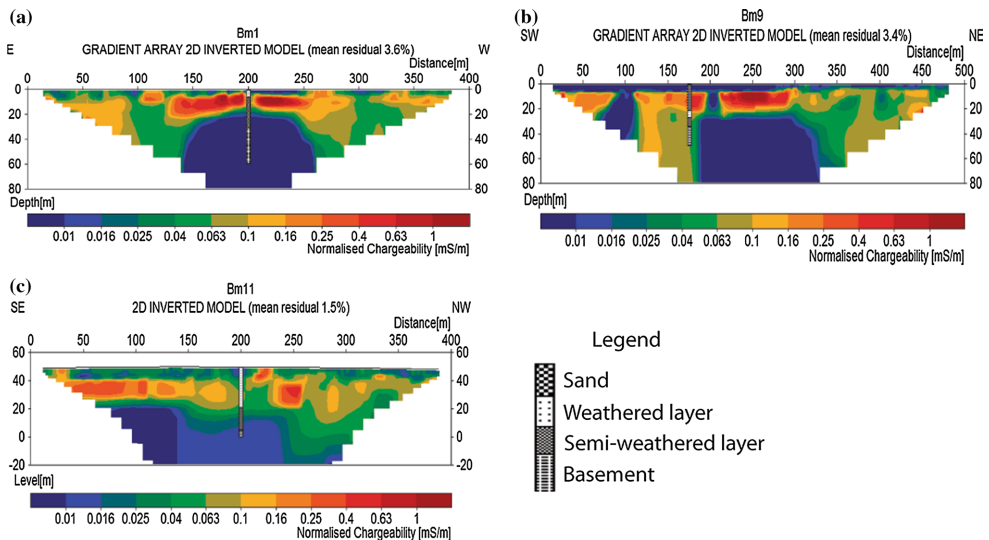 (a)
Bm1
E W
GRADIENT ARRAY 2D INVERTED MODEL (mean residual 3.6%)
Distance[m]
0 50 100 150 200 250 300 350 400
0 0
20 20
40 40
60 60
80 80
Depth[m]
0.01 0.016 0.025 0.04 0.063 0.1 0.16 0.25 0.4 0.63 1
Normalised Chargeability [mS/m]
(b)
Bm9
SW NE
GRADIENT ARRAY 2D INVERTED MODEL (mean residual 3.4%)
Distance[m]
0 50 100 150 200 250 300 350 400 450 500
0 0
20 20
40 40
60 60
80 80
Depth[m]
0.01 0.016 0.025 0.04 0.063 0.1 0.16 0.25 0.4 0.63 1
Normalised Chargeability [mS/m]
(c)
Bm11
SE NW
2D INVERTED MODEL (mean residual 1.5%)
Distance[m]
0 50 100 150 200 250 300 350 400
60 60
40 40
20 20
0 0
-20 -20
Level[m]
0.01 0.016 0.025 0.04 0.063 0.1 0.16 0.25 0.4 0.63 1
Normalised Chargeability [mS/m]
Legend
Sand
Weathered layer
Semi-weathered layer
Basement